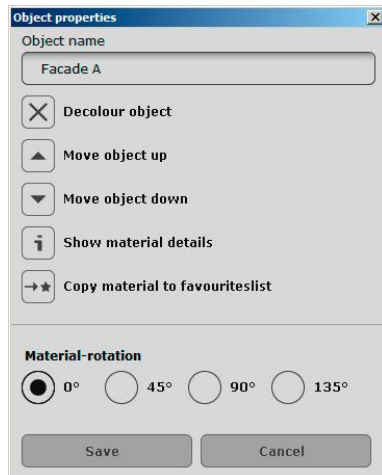 Object properties
Object name
Facade A
Decolour object
Move object up
Move object down
Show material details
Copy material to favouriteslist
Material-rotation
0° 45° 90° 135°
Save Cancel